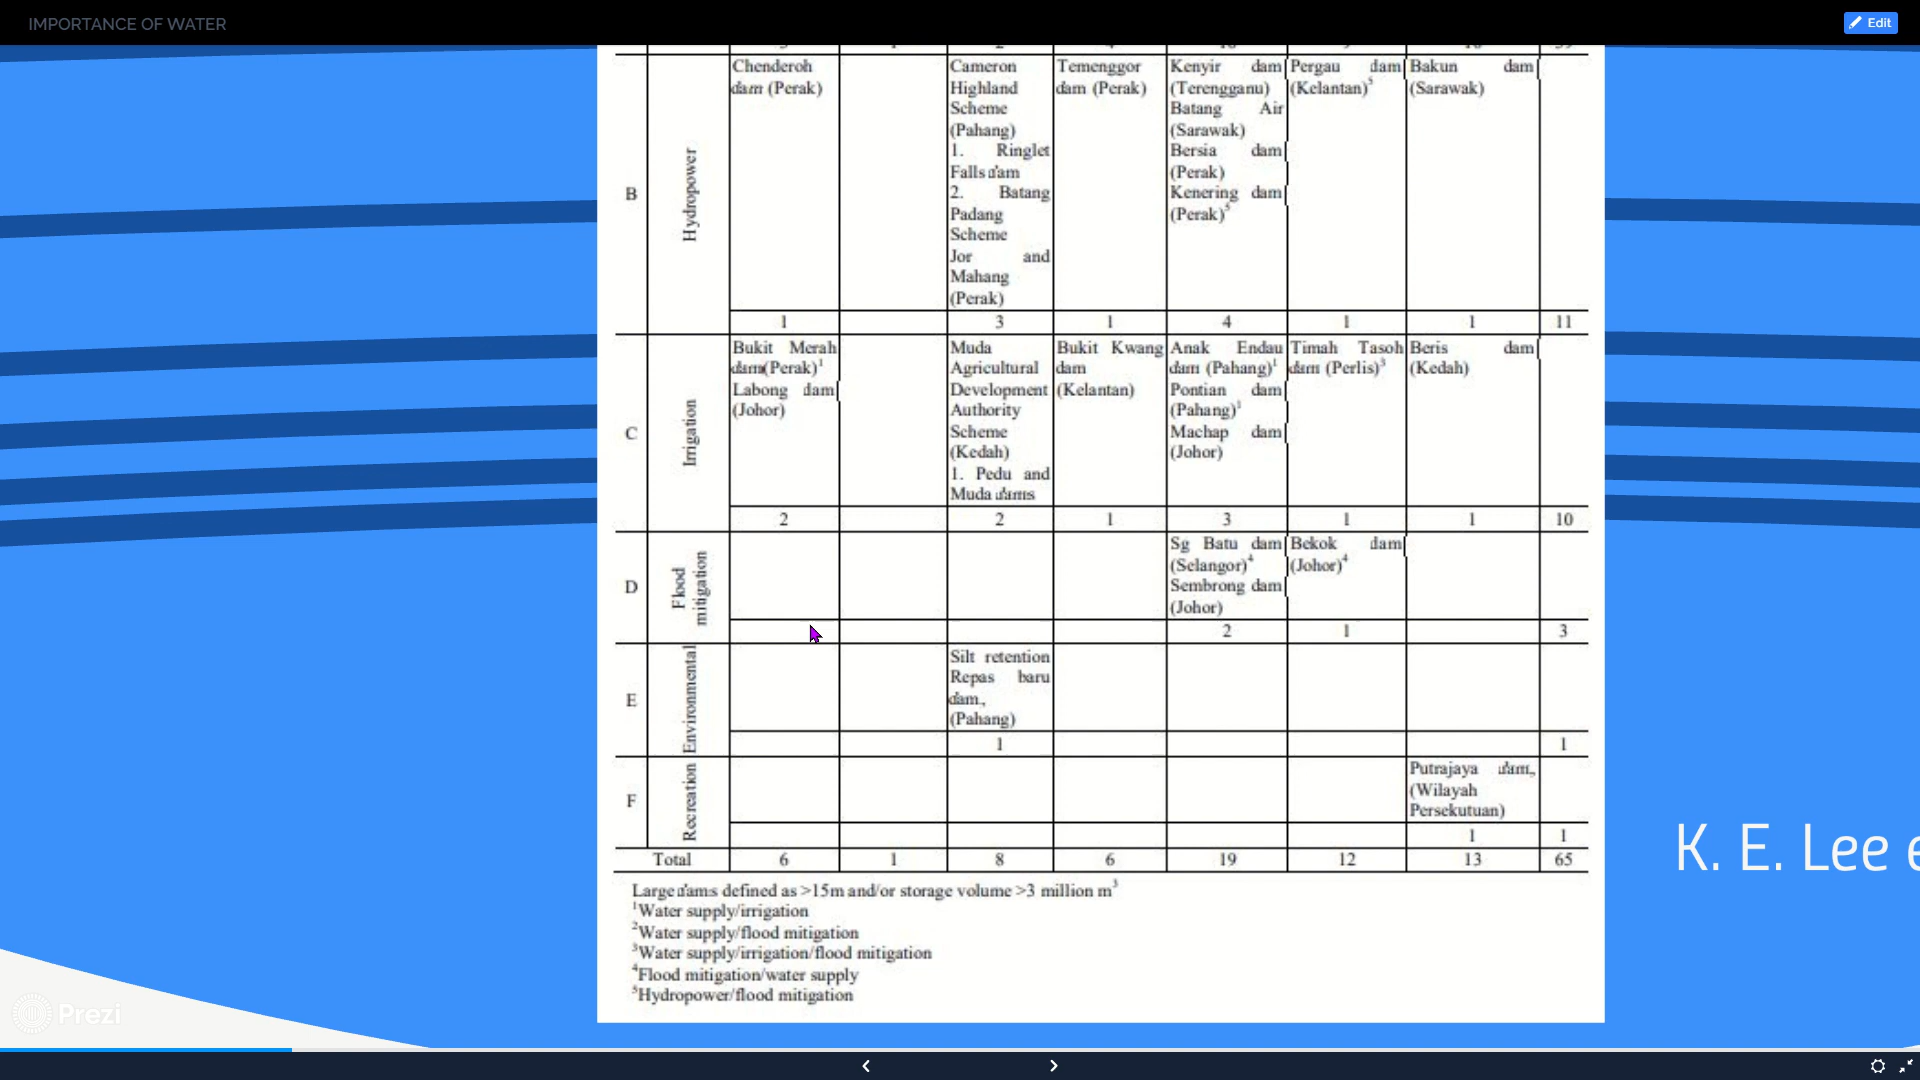 IMPORTANCE OF WATER
Edit
B
Hydropower
Chenderoh
dam (Perak)
Cameron
Highland
Scheme
(Pahang)
1. Ringlet
Falls dam
2. Batang
Padang
Scheme
Jor and
Mahang
(Perak)
Temenggor
dam (Perak)
Kenyir dam
(Terengganu)
Batang Air
(Sarawak)
Bersia dam
(Perak)
Kenering dam
(Perak)⁵
Pergau dam
(Kelantan)⁵
Bakun dam
(Sarawak)
1 3 1 4 1 1 11
C
Irrigation
Bukit Merah
dam(Perak)¹
Labong dam
(Johor)
Muda
Agricultural
Development
Authority
Scheme
(Kedah)
1. Pedu and
Muda dams
Bukit Kwang
dam
(Kelantan)
Anak Endau
dam (Pahang)¹
Pontian dam
(Pahang)¹
Machap dam
(Johor)
Timah Tasoh
dam (Perlis)³
Beris dam
(Kedah)
2 2 1 3 1 1 10
D
Flood
mitigation
Sg Batu dam
(Selangor)⁴
Sembrong dam
(Johor)
Bekok dam
(Johor)⁴
2 1 3
E
Environmental
Silt retention
Repas baru
dam.,
(Pahang)
1 1
F
Recreation
Putrajaya dam.,
(Wilayah
Persekutuan)
1 1
Total 6 1 8 6 19 12 13 65
Large dams defined as >15m and/or storage volume >3 million m³
¹Water supply/irrigation
²Water supply/flood mitigation
³Water supply/irrigation/flood mitigation
⁴Flood mitigation/water supply
⁵Hydropower/flood mitigation
K. E. Lee e
Prezi